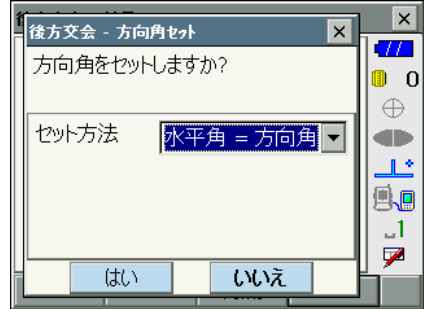 後方交会 - 方向角セット
方向角をセットしますか?
0
セット方法 水平角 = 方向角
1
はい いいえ